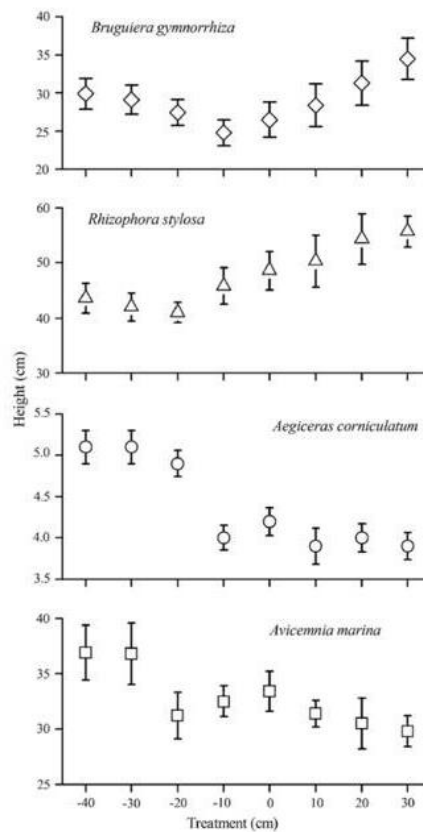 Bruguiera gymnorrhiza
40
35
30
25
20
Rhizophora stylosa
60
50
40
30
Height (cm)
Aegiceras corniculatum
5.5
5.0
4.5
4.0
3.5
Avicemnia marina
40
35
30
25
-40 -30 -20 -10 0 10 20 30
Treatment (cm)